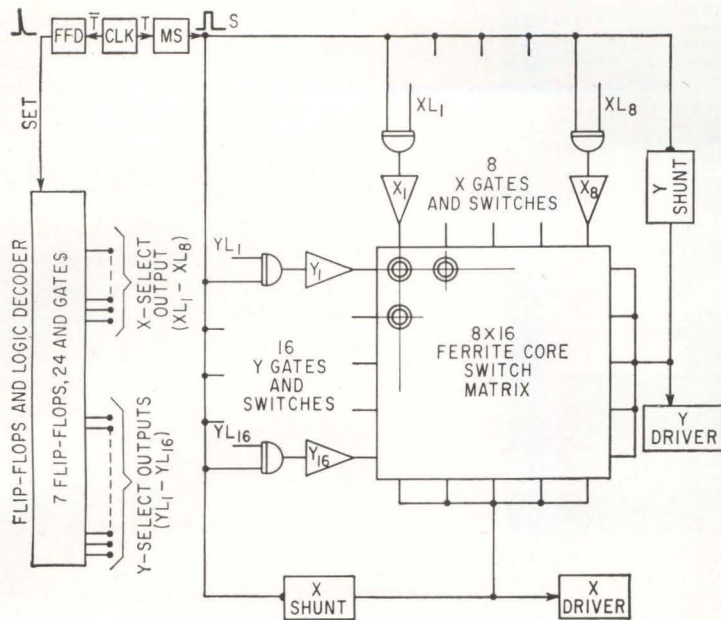 T̅ T S
FFD CLK MS
SET
XL₁ XL₈
X₁ X₈
8
X GATES
AND SWITCHES
Y
SHUNT
FLIP-FLOPS AND LOGIC DECODER
7 FLIP-FLOPS, 24 AND GATES
X-SELECT
OUTPUT
(XL₁ - XL₈)
YL₁
Y₁
16
Y GATES
AND
SWITCHES
8X16
FERRITE CORE
SWITCH
MATRIX
Y
DRIVER
Y-SELECT OUTPUTS
(YL₁ - YL₁₆)
YL₁₆
Y₁₆
X
SHUNT
X
DRIVER